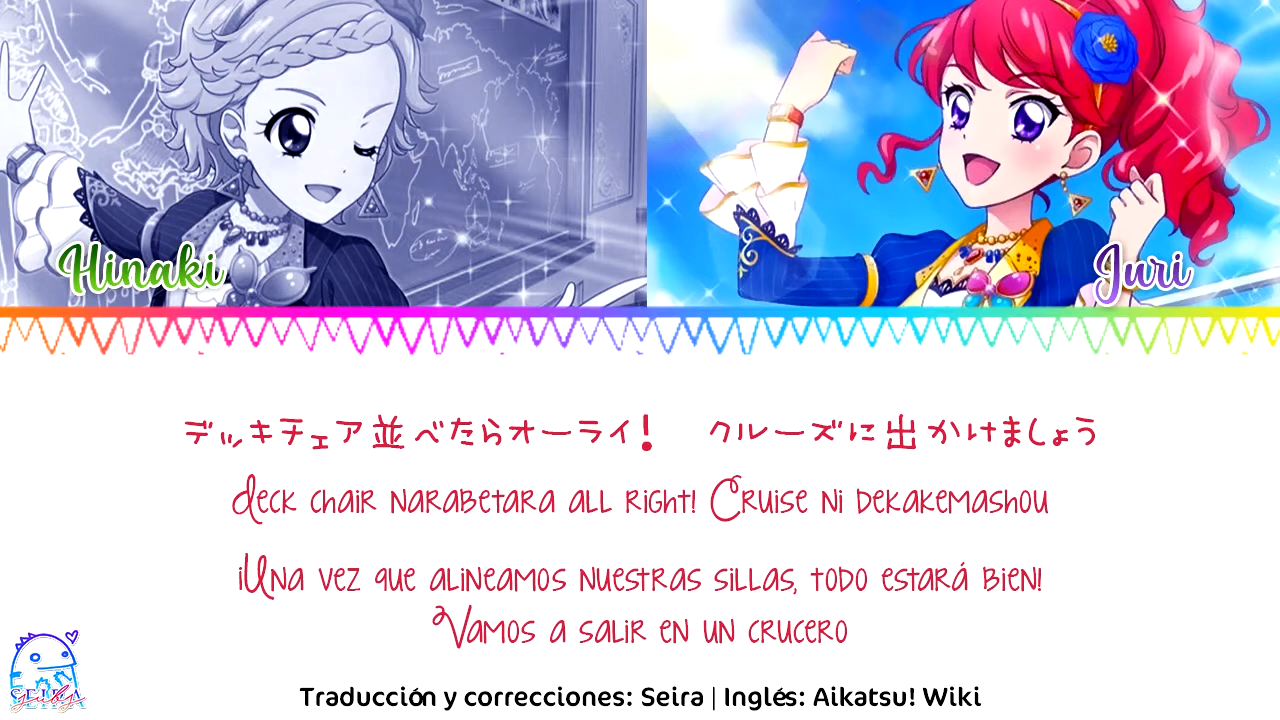 Hinaki
Juri
デッキチェア並べたらオーライ! クルーズに出かけましょう
Deck chair narabetara all right! Cruise ni dekakemashou
¡Una vez que alineamos nuestras sillas, todo estará bien!
Vamos a salir en un crucero
SEIRA
subs
Traducción y correcciones: Seira | Inglés: Aikatsu! Wiki